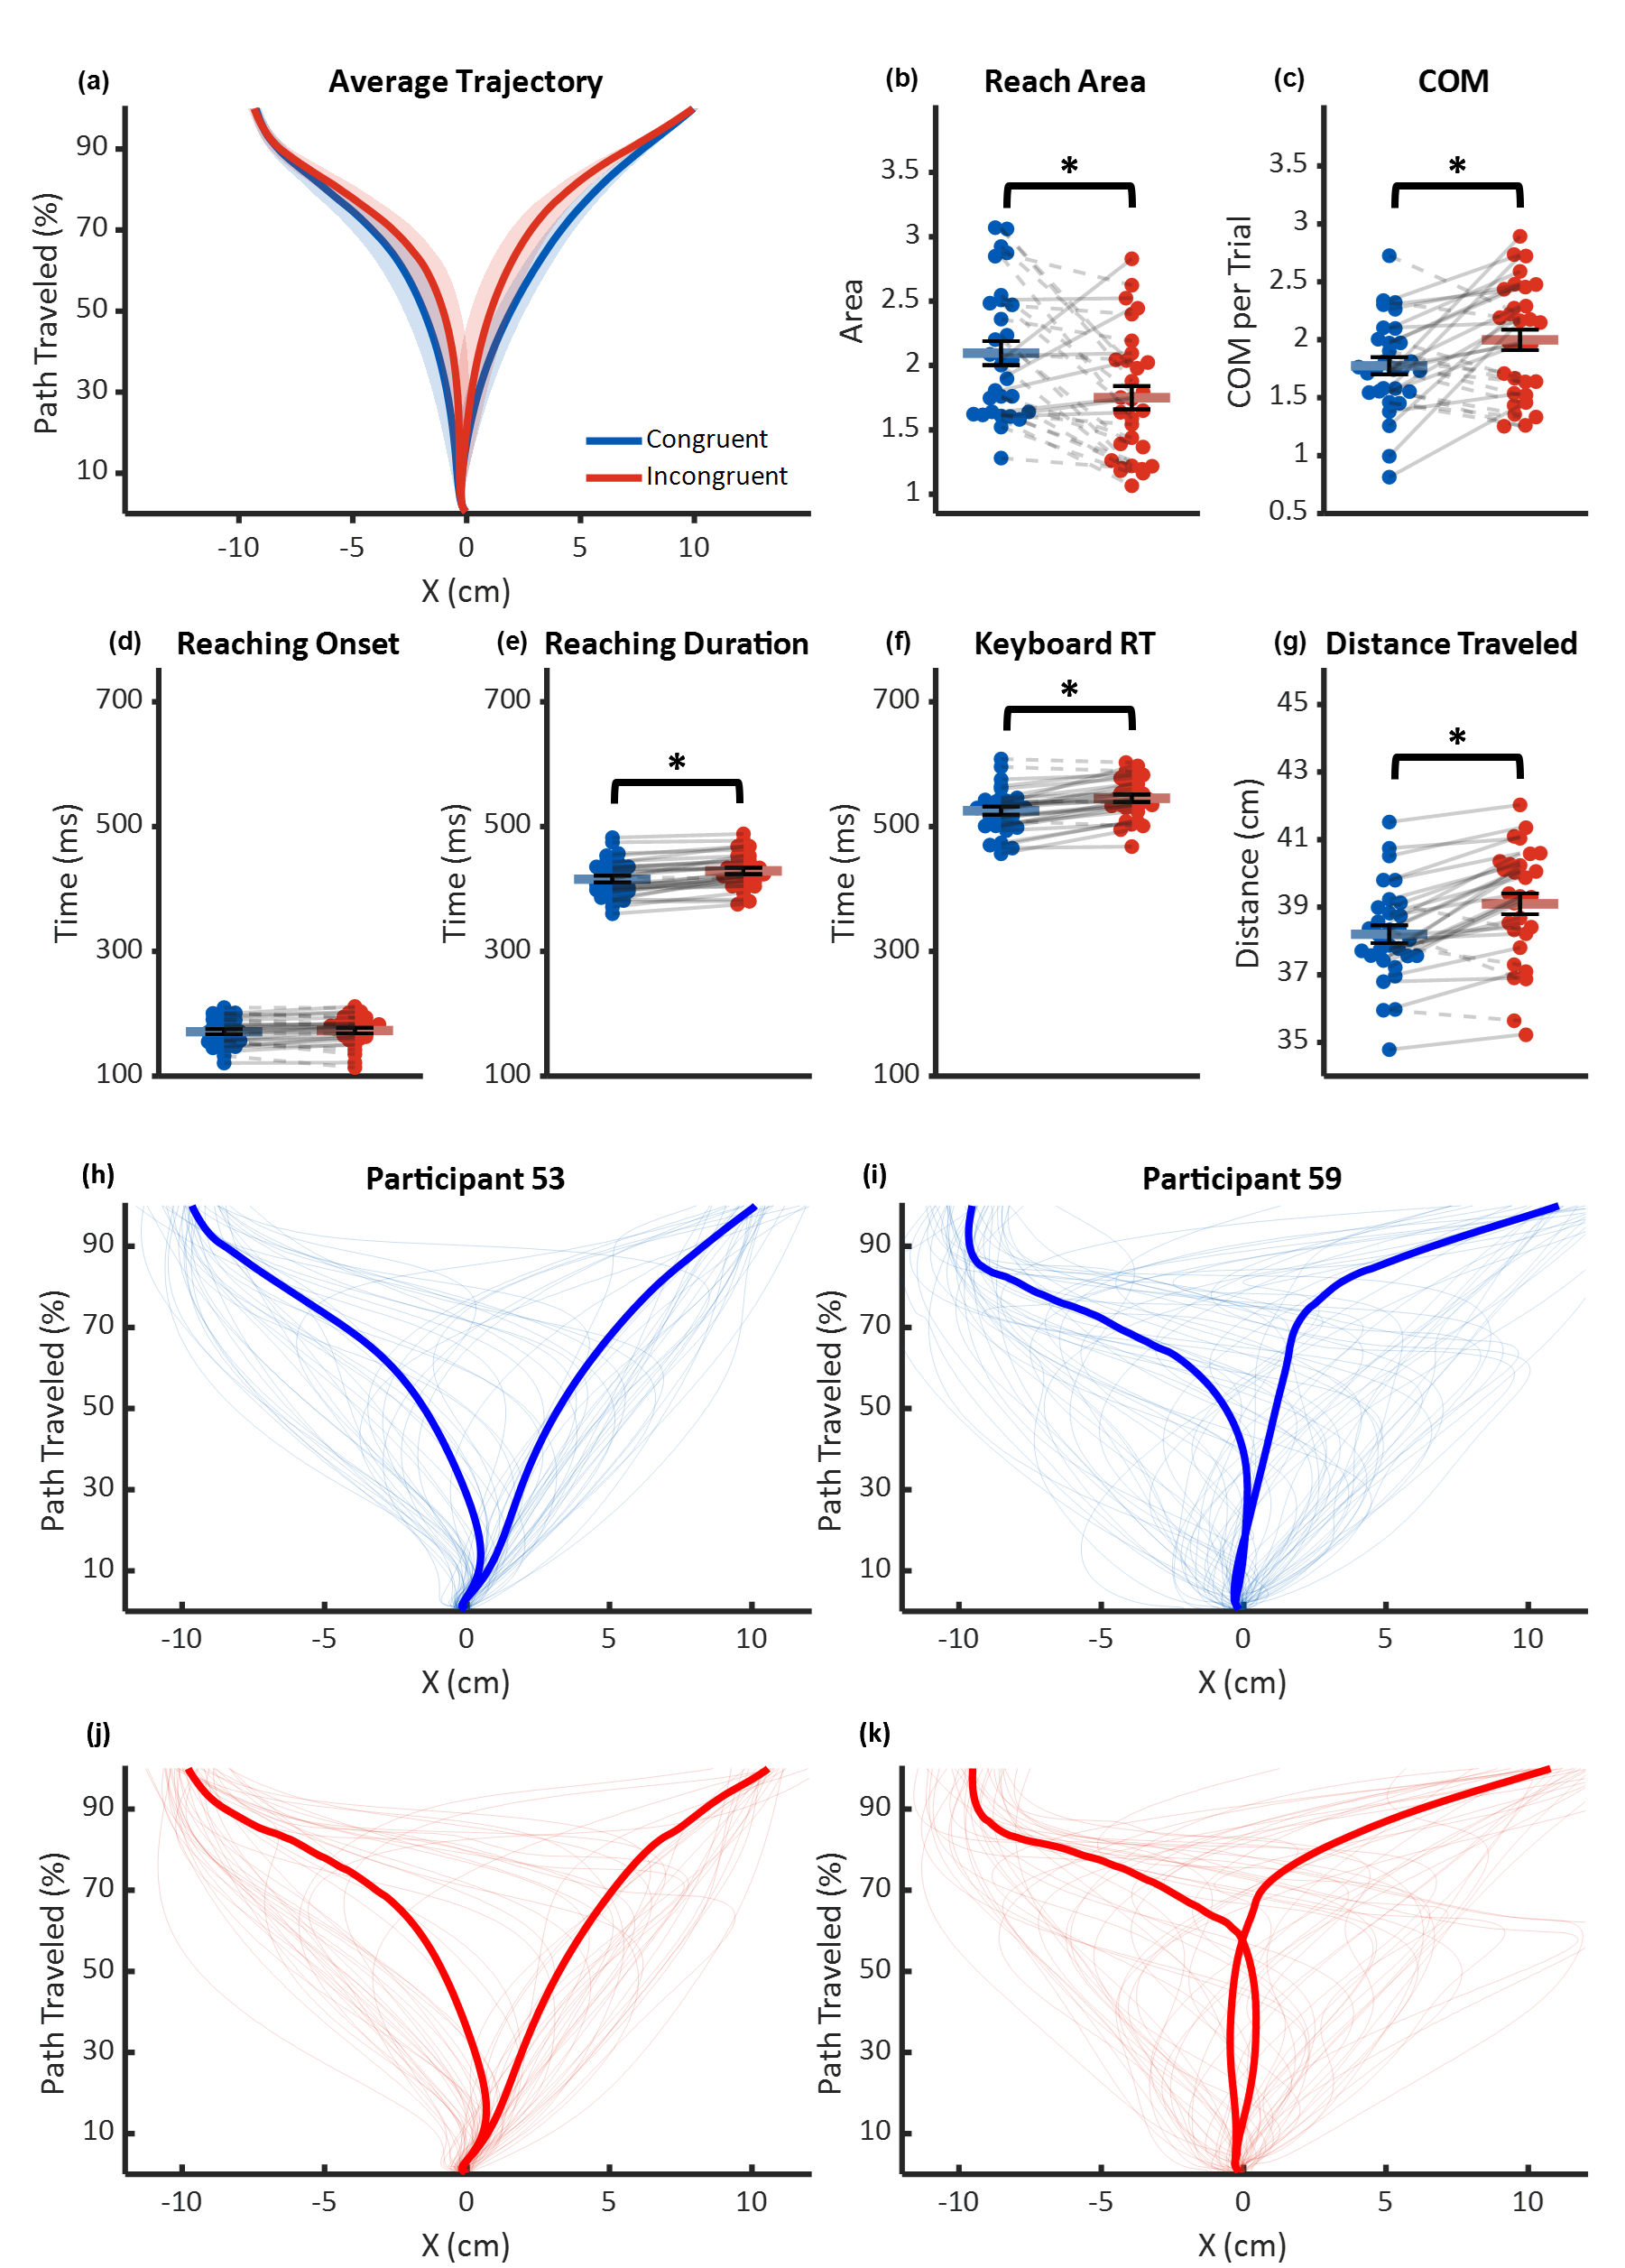 (a) Average Trajectory
Path Traveled (%)
90
70
50
30
10
Congruent
Incongruent
-10 -5 0 5 10
X (cm)
(b) Reach Area
Area
3.5
3
2.5
2
1.5
1
*
(c) COM
COM per Trial
3.5
3
2.5
2
1.5
1
0.5
*
(d) Reaching Onset
Time (ms)
700
500
300
100
(e) Reaching Duration
Time (ms)
700
500
300
100
*
(f) Keyboard RT
Time (ms)
700
500
300
100
*
(g) Distance Traveled
Distance (cm)
45
43
41
39
37
35
*
(h) Participant 53
Path Traveled (%)
90
70
50
30
10
-10 -5 0 5 10
X (cm)
(i) Participant 59
Path Traveled (%)
90
70
50
30
10
-10 -5 0 5 10
X (cm)
(j)
Path Traveled (%)
90
70
50
30
10
-10 -5 0 5 10
X (cm)
(k)
Path Traveled (%)
90
70
50
30
10
-10 -5 0 5 10
X (cm)